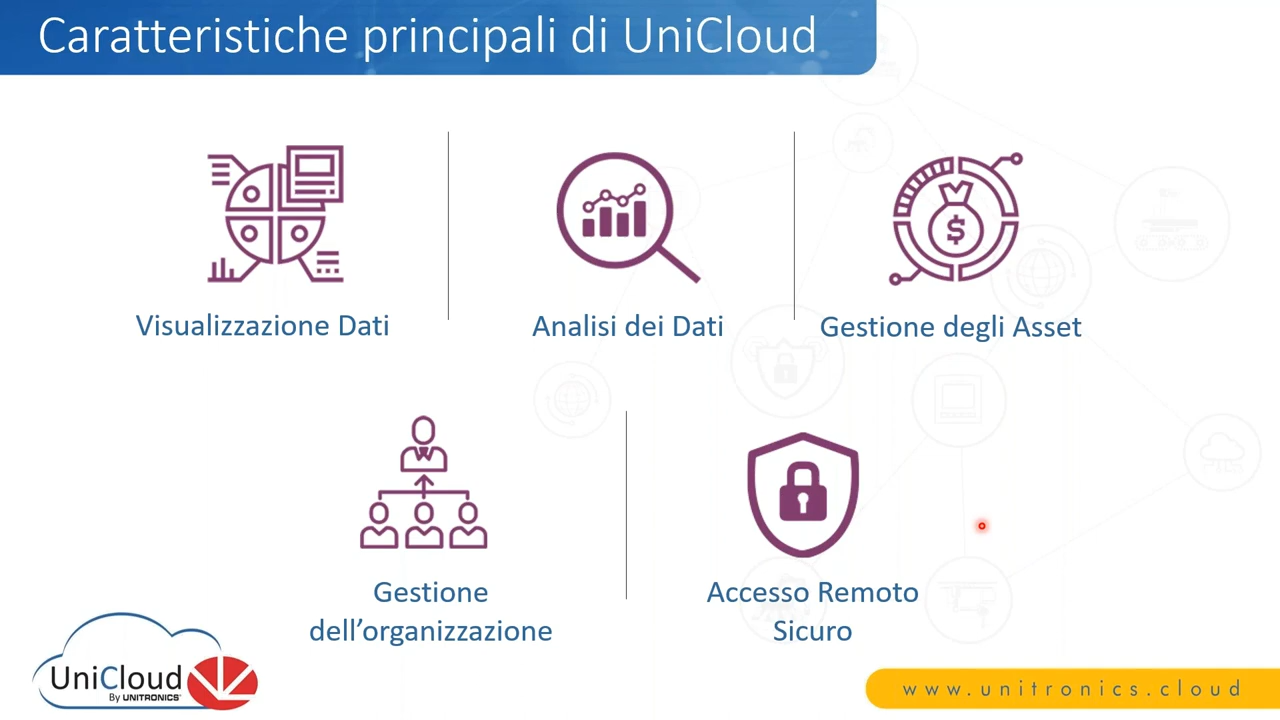 Caratteristiche principali di UniCloud
Visualizzazione Dati
Analisi dei Dati
Gestione degli Asset
Gestione
dell’organizzazione
Accesso Remoto
Sicuro
UniCloud
By UNITRONICS
www.unitronics.cloud